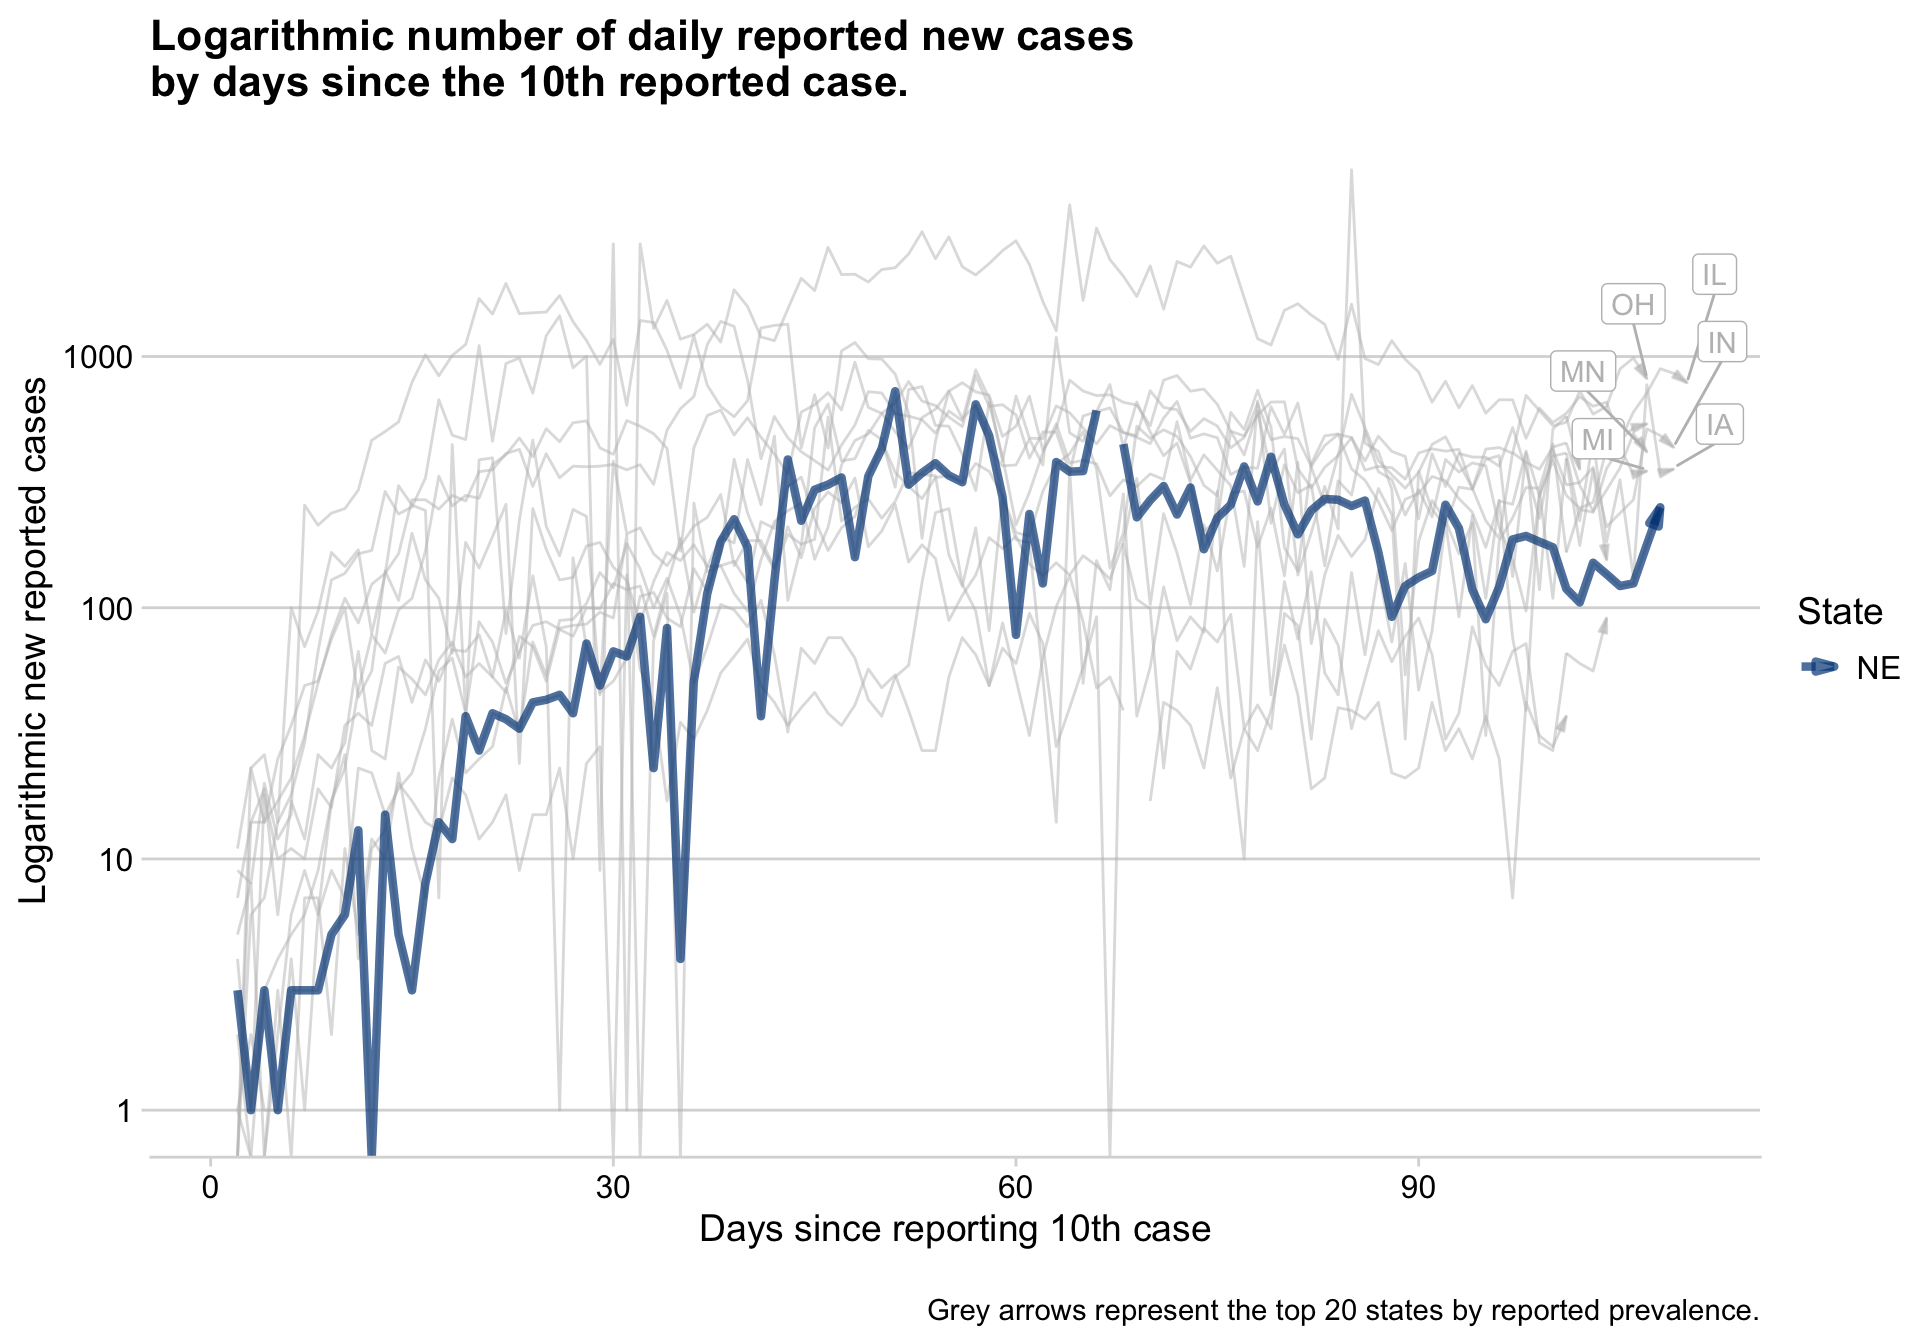 Logarithmic number of daily reported new cases
by days since the 10th reported case.
Logarithmic new reported cases
1000
100
10
1
IL
OH
IN
MN
IA
MI
State
NE
0
30
60
90
Days since reporting 10th case
Grey arrows represent the top 20 states by reported prevalence.